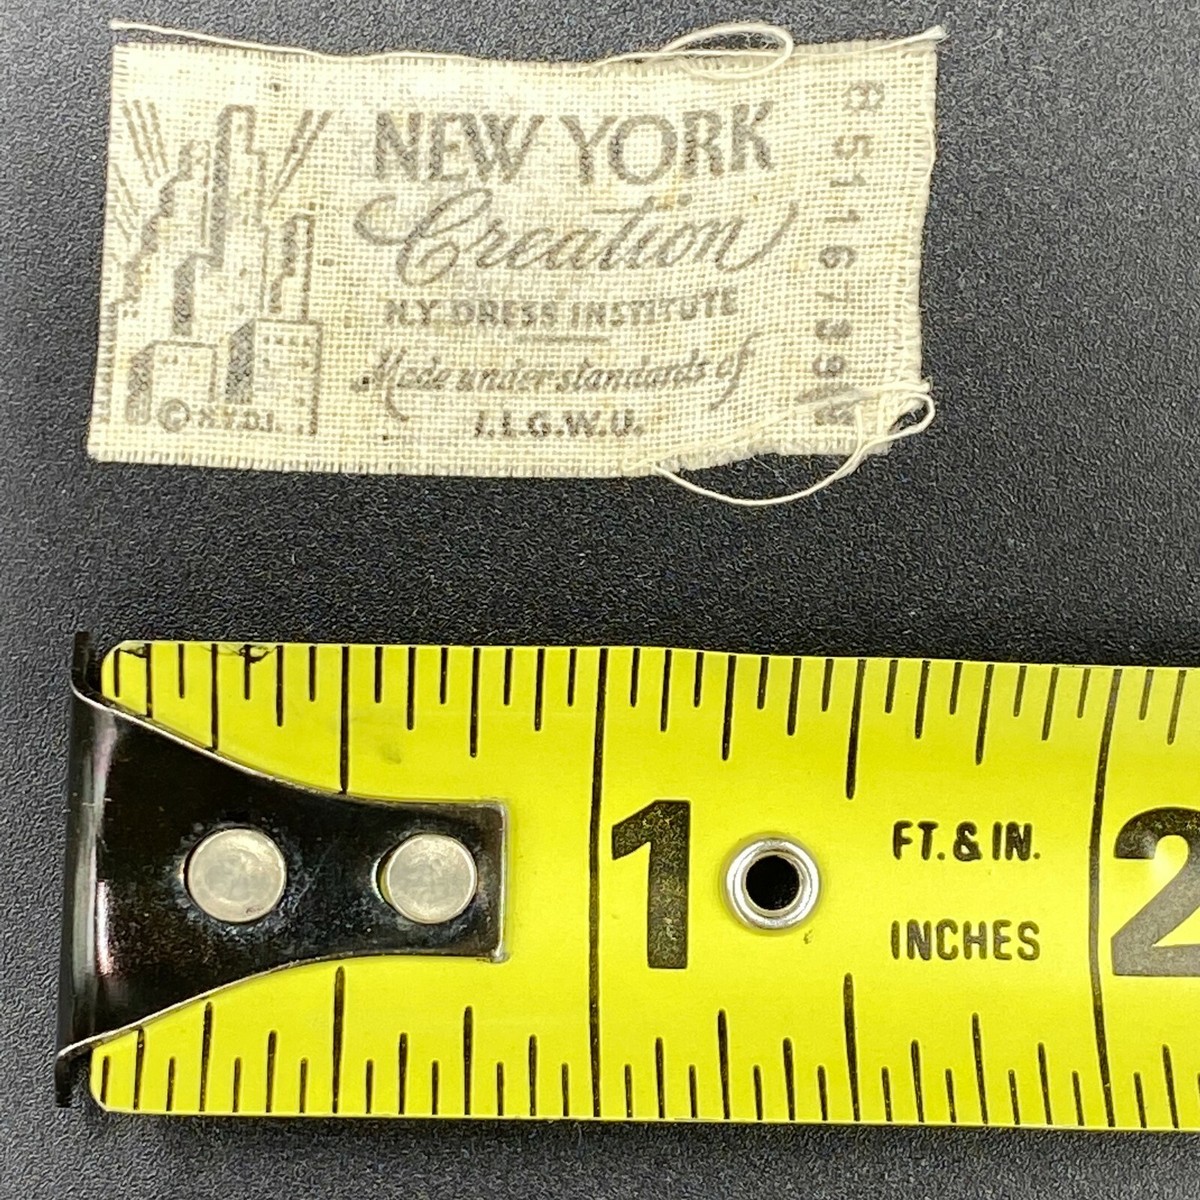 NEW YORK
Creation
N.Y. DRESS INSTITUTE
Made under standards of
I.L.G.W.U.
© N.Y.D.I.
1
2
FT. & IN.
INCHES